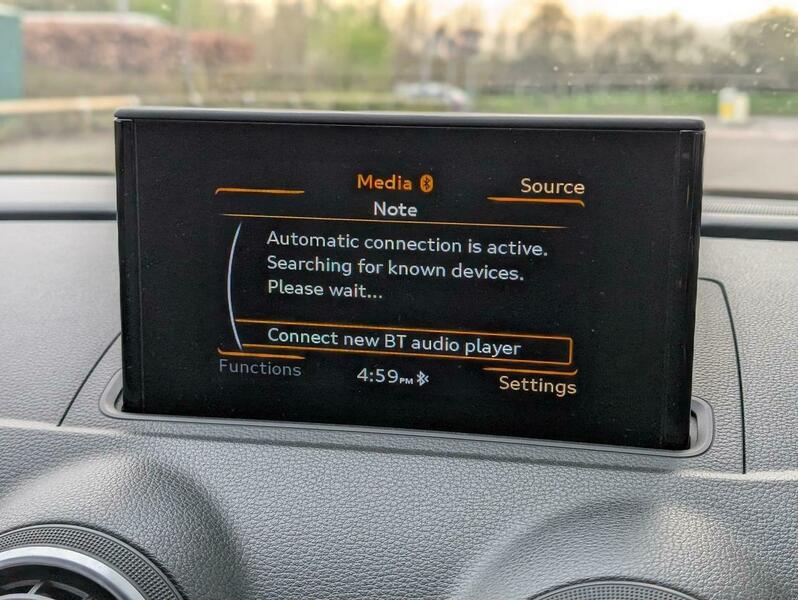 Media
Source
Note
Automatic connection is active.
Searching for known devices.
Please wait...
Connect new BT audio player
Functions
4:59PM
Settings